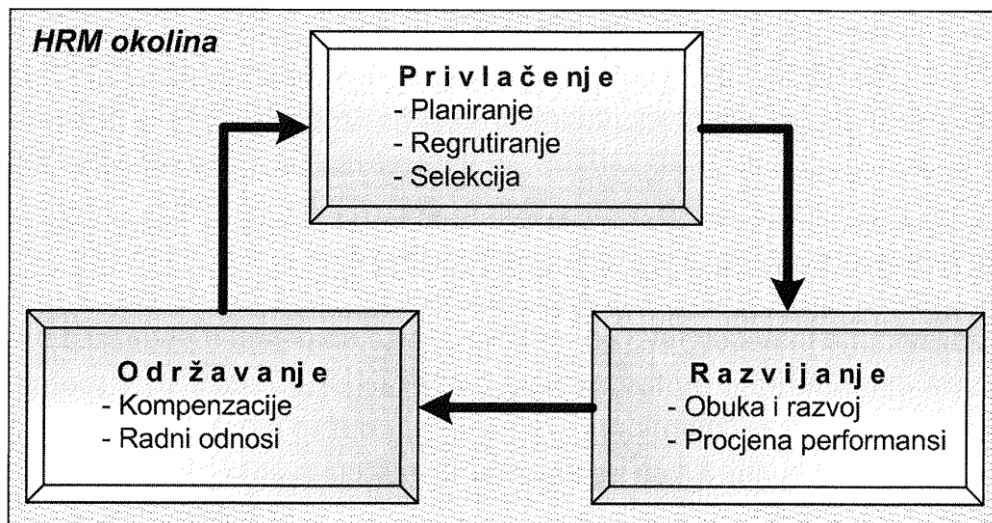 HRM okolina
Privlačenje
- Planiranje
- Regrutiranje
- Selekcija
Održavanje
- Kompenzacije
- Radni odnosi
Razvijanje
- Obuka i razvoj
- Procjena performansi